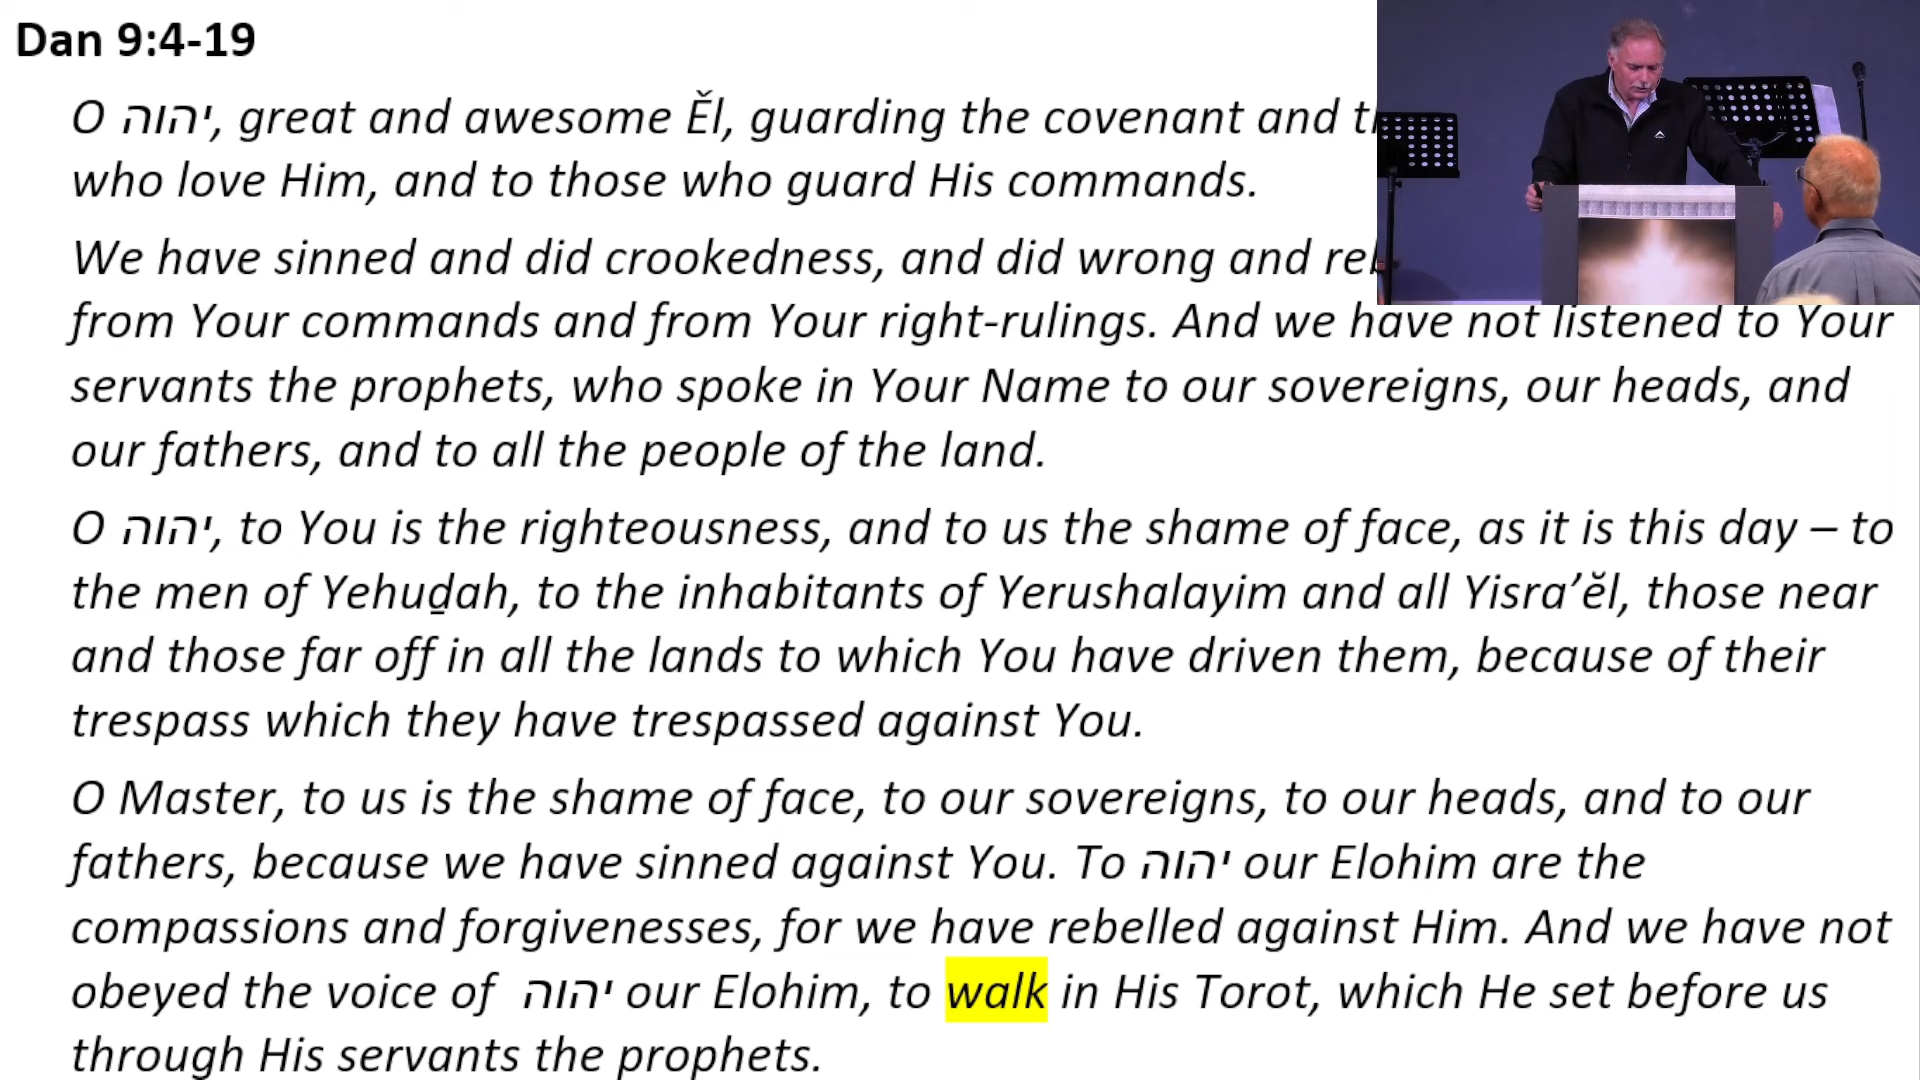 Dan 9:4-19
O יהוה, great and awesome Ĕl, guarding the covenant and
who love Him, and to those who guard His commands.
We have sinned and did crookedness, and did wrong and
from Your commands and from Your right-rulings. And we have not listened to Your
servants the prophets, who spoke in Your Name to our sovereigns, our heads, and
our fathers, and to all the people of the land.
O יהוה, to You is the righteousness, and to us the shame of face, as it is this day – to
the men of Yehuḏah, to the inhabitants of Yerushalayim and all Yisra’ĕl, those near
and those far off in all the lands to which You have driven them, because of their
trespass which they have trespassed against You.
O Master, to us is the shame of face, to our sovereigns, to our heads, and to our
fathers, because we have sinned against You. To יהוה our Elohim are the
compassions and forgivenesses, for we have rebelled against Him. And we have not
obeyed the voice of יהוה our Elohim, to walk in His Torot, which He set before us
through His servants the prophets.